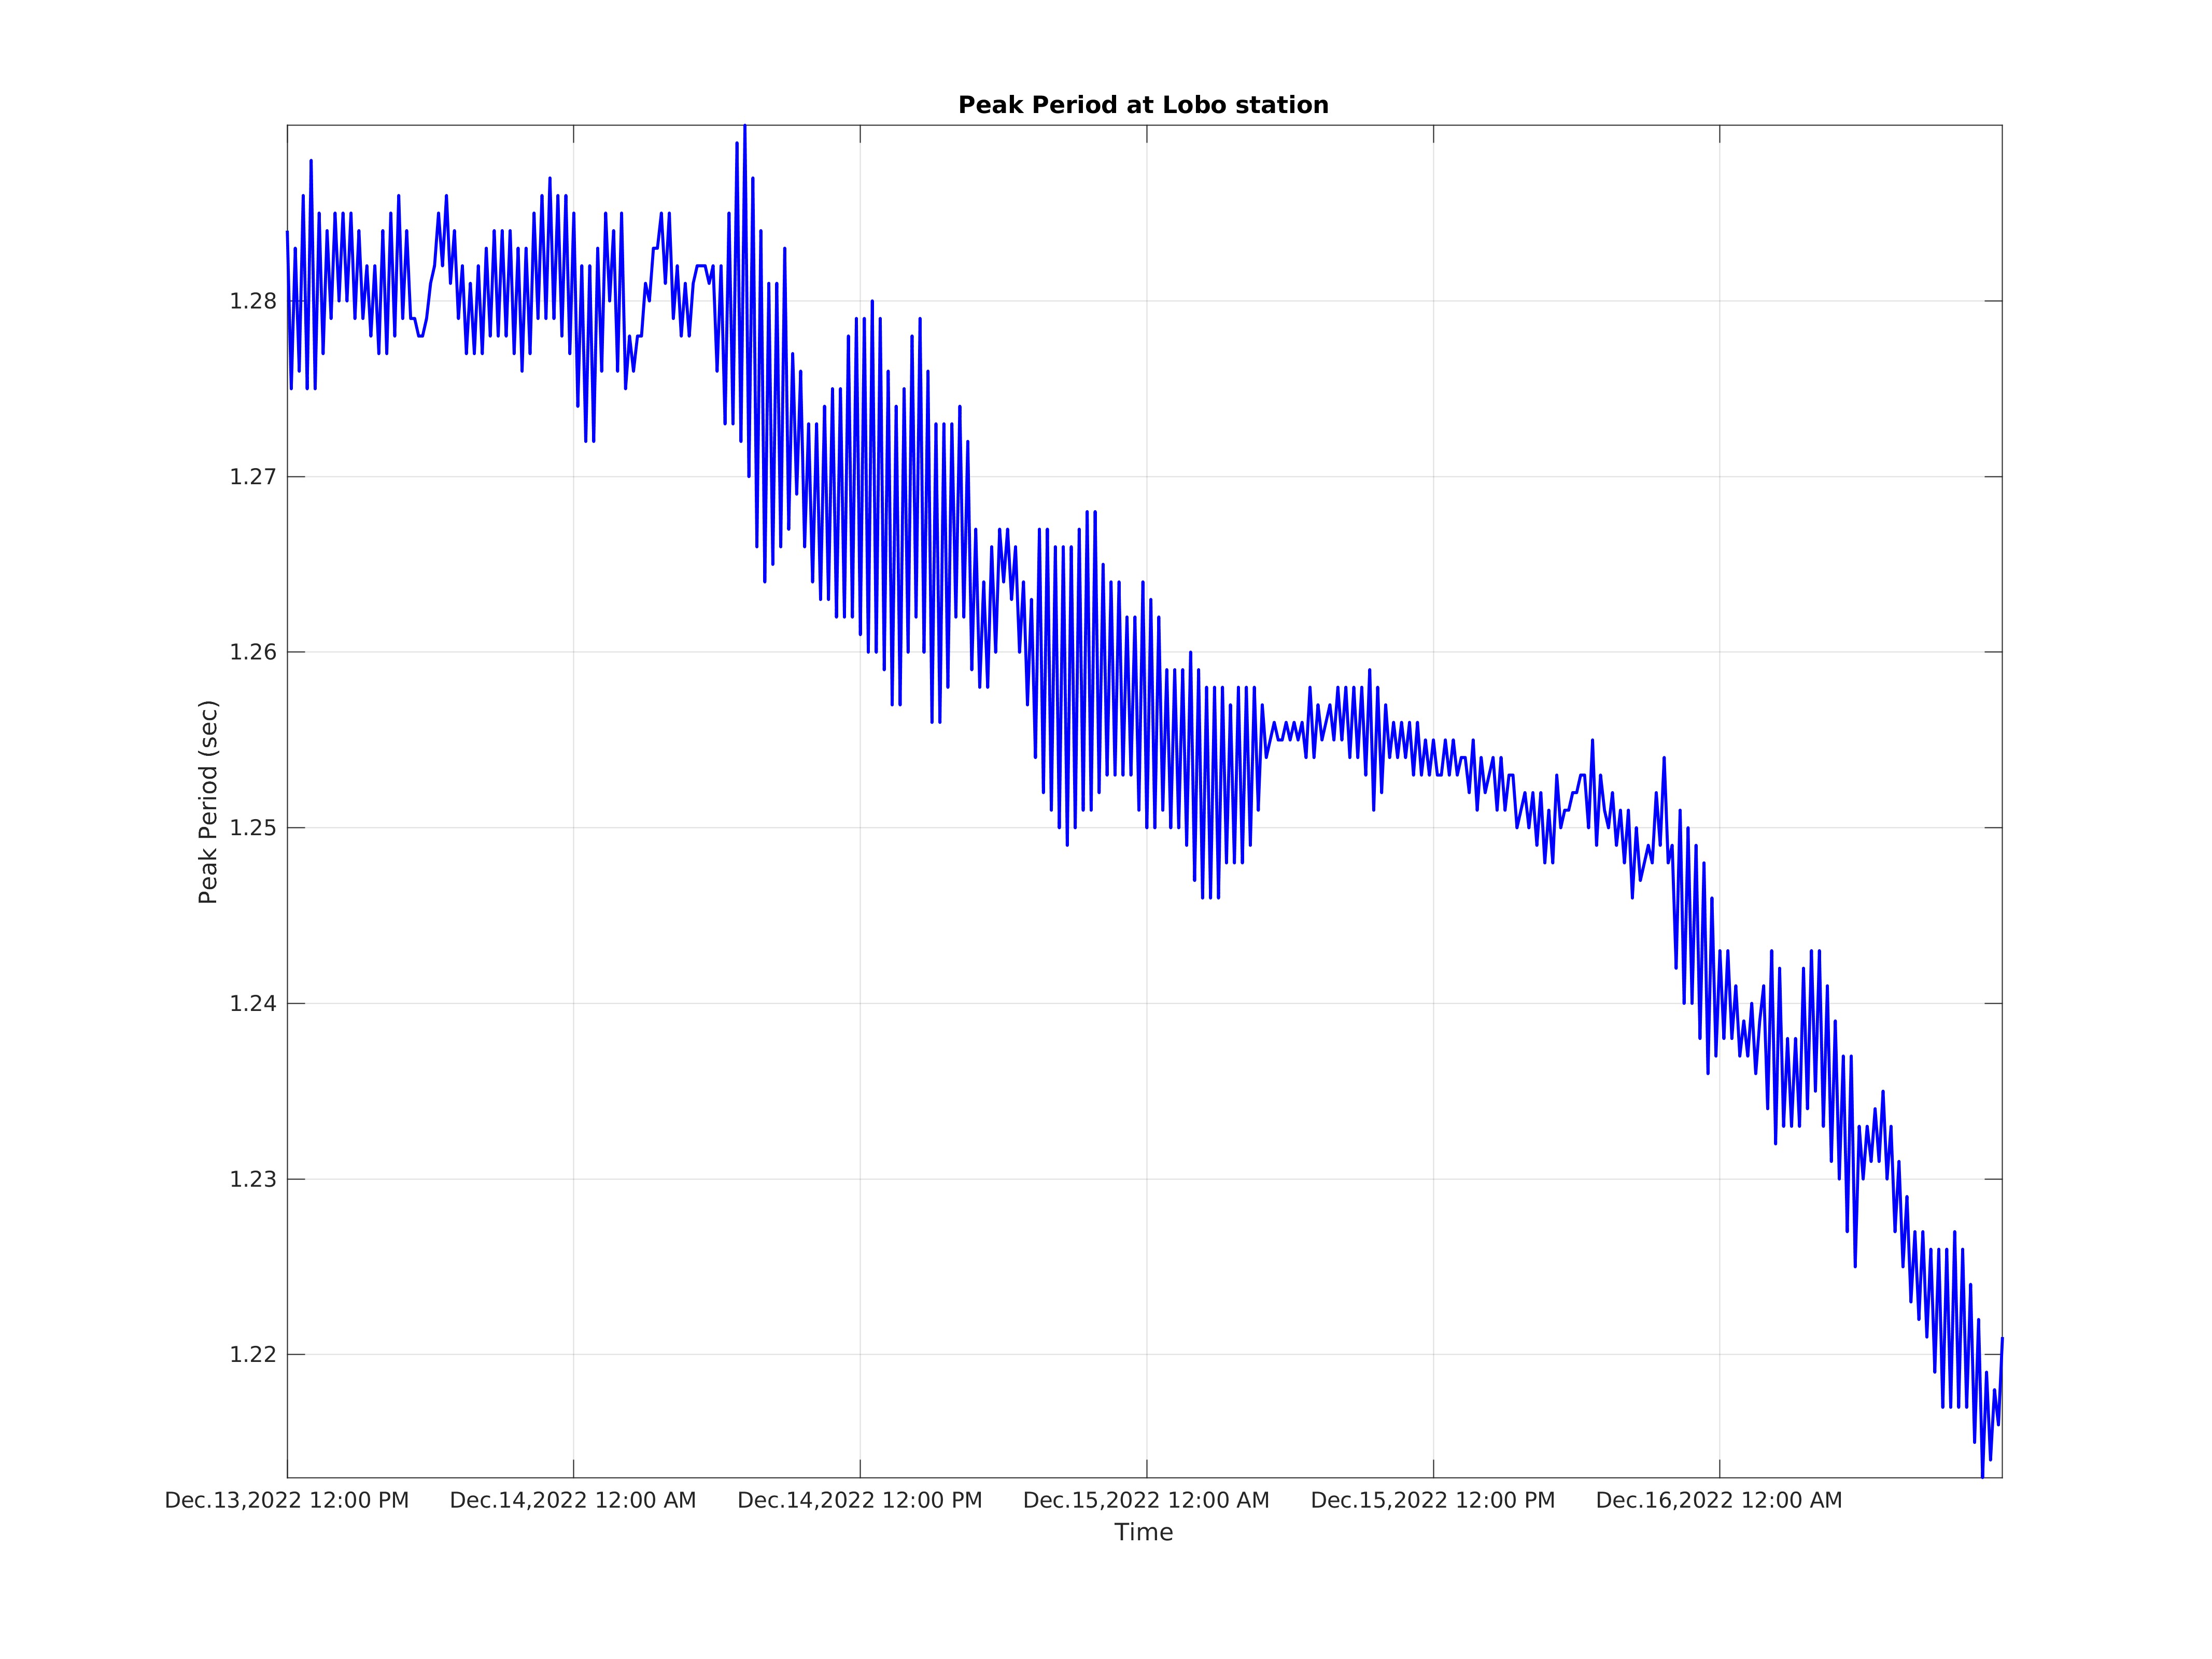 Peak Period at Lobo station
1.28
1.27
1.26
1.25
1.24
1.23
1.22
Peak Period (sec)
Dec.13,2022 12:00 PM Dec.14,2022 12:00 AM Dec.14,2022 12:00 PM Dec.15,2022 12:00 AM Dec.15,2022 12:00 PM Dec.16,2022 12:00 AM
Time